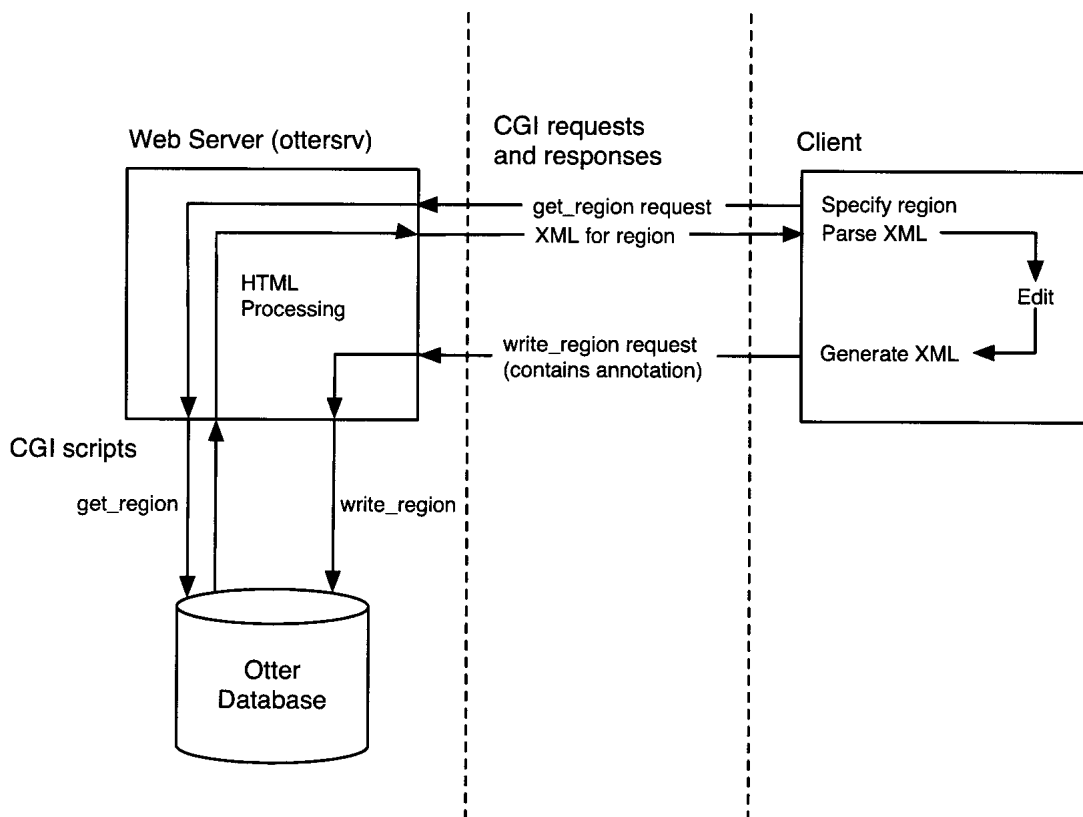 Web Server (ottersrv)
CGI requests
and responses
Client
get_region request
Specify region
XML for region
Parse XML
HTML
Processing
Edit
write_region request
(contains annotation)
Generate XML
CGI scripts
get_region
write_region
Otter
Database